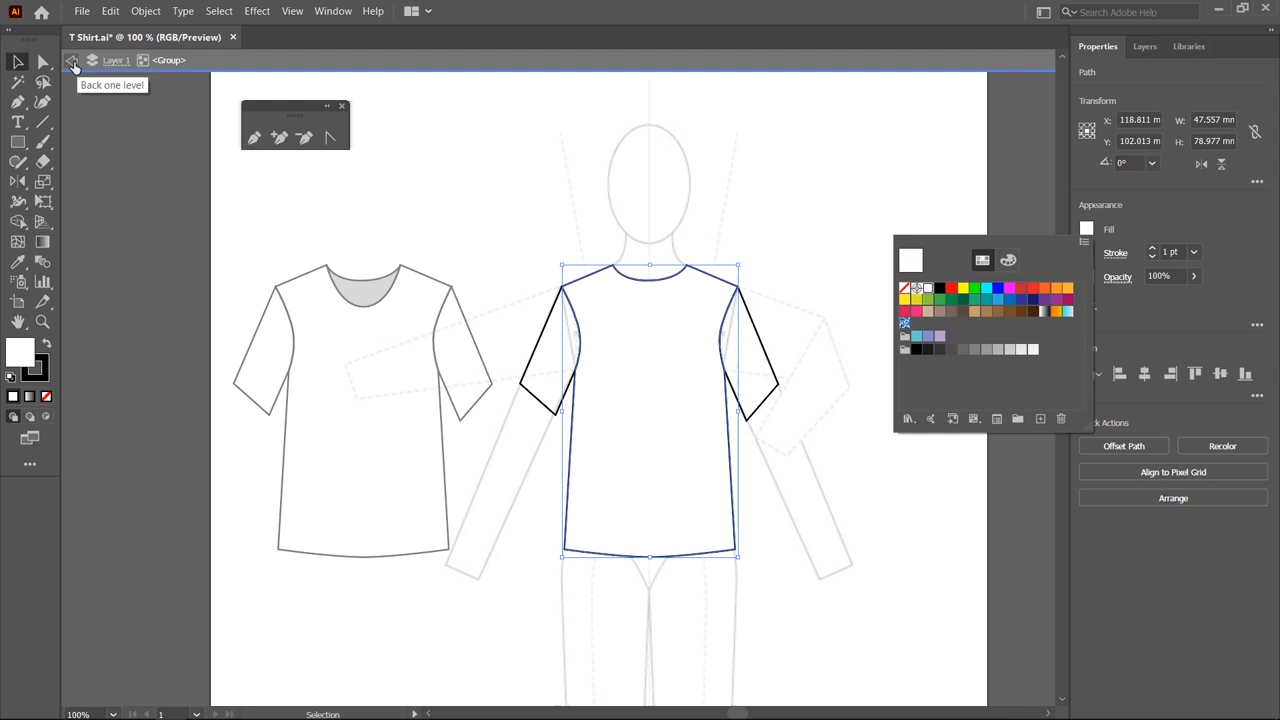 Ai File Edit Object Type Select Effect View Window Help Search Adobe Help
T Shirt.ai* @ 100 % (RGB/Preview)
Layer 1 <Group>
Back one level
Properties Layers Libraries
Path
Transform
X: 118.811 m W: 47.557 mn
Y: 102.013 m H: 78.977 mn
0°
Appearance
Fill
Stroke 1 pt
Opacity 100%
Offset Path Recolor
Align to Pixel Grid
Arrange
100% 1 Selection